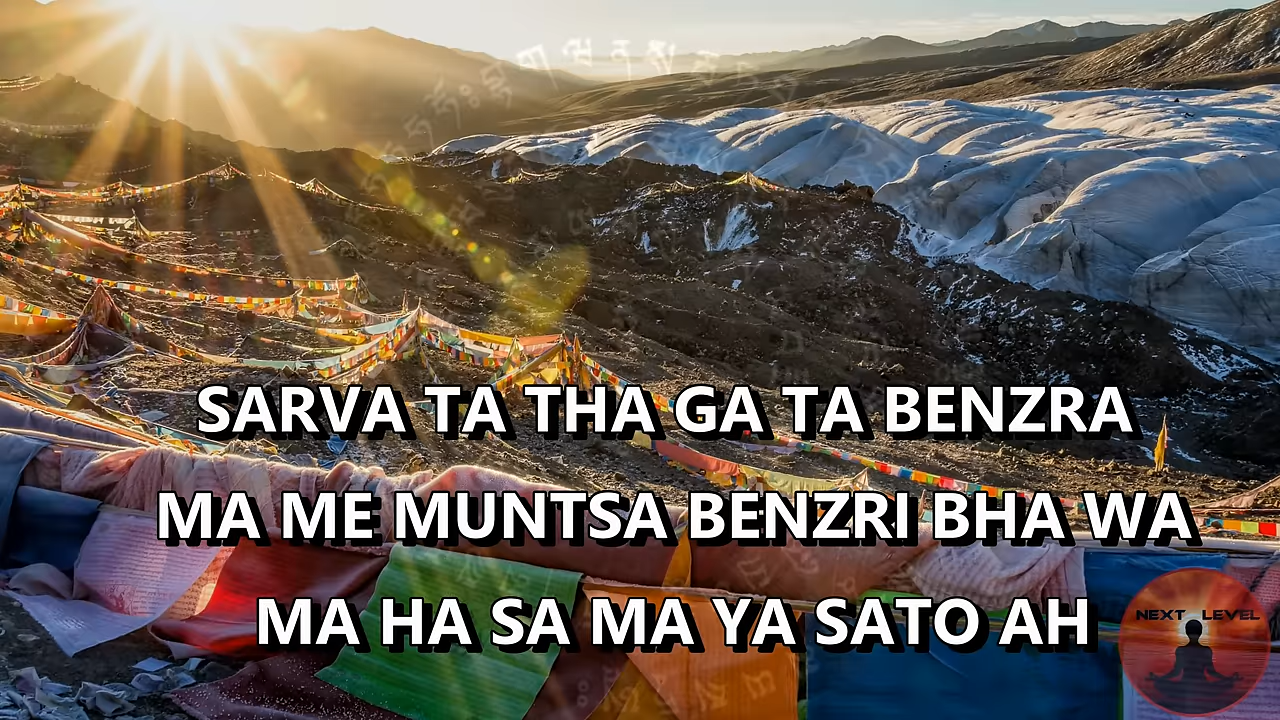 SARVA TA THA GA TA BENZRA
MA ME MUNTSA BENZRI BHA WA
MA HA SA MA YA SATO AH
NEXT LEVEL